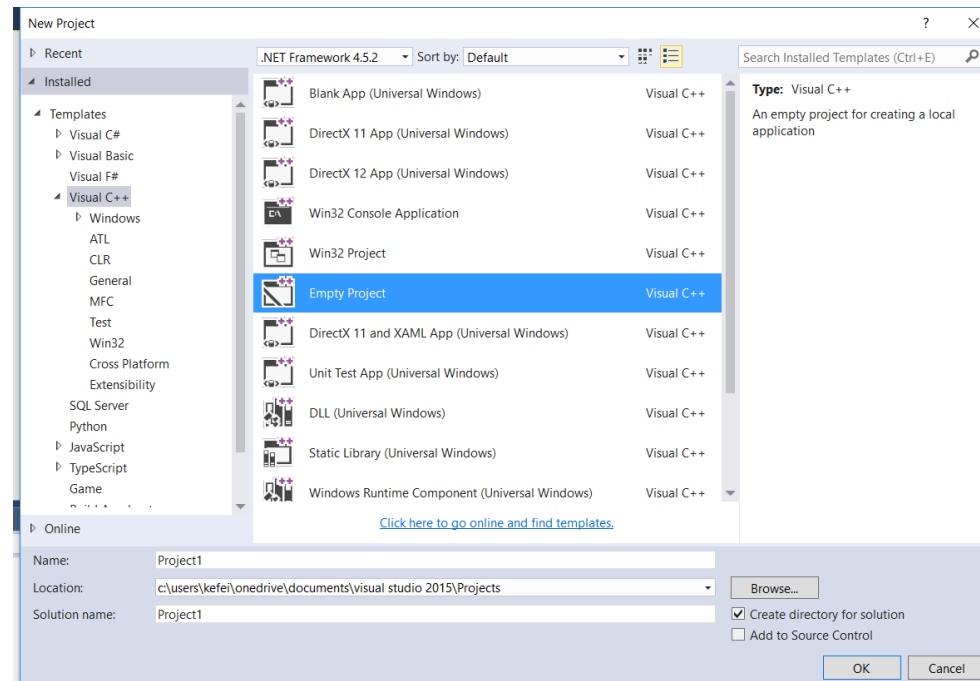 New Project
? X
Recent
.NET Framework 4.5.2
Sort by: Default
Search Installed Templates (Ctrl+E)
Installed
Templates
Visual C#
Visual Basic
Visual F#
Visual C++
Windows
ATL
CLR
General
MFC
Test
Win32
Cross Platform
Extensibility
SQL Server
Python
JavaScript
TypeScript
Game
Online
Blank App (Universal Windows) Visual C++
DirectX 11 App (Universal Windows) Visual C++
DirectX 12 App (Universal Windows) Visual C++
Win32 Console Application Visual C++
Win32 Project Visual C++
Empty Project Visual C++
DirectX 11 and XAML App (Universal Windows) Visual C++
Unit Test App (Universal Windows) Visual C++
DLL (Universal Windows) Visual C++
Static Library (Universal Windows) Visual C++
Windows Runtime Component (Universal Windows) Visual C++
Click here to go online and find templates.
Type: Visual C++
An empty project for creating a local
application
Name: Project1
Location: c:\users\kefei\onedrive\documents\visual studio 2015\Projects
Browse...
Solution name: Project1
Create directory for solution
Add to Source Control
OK Cancel